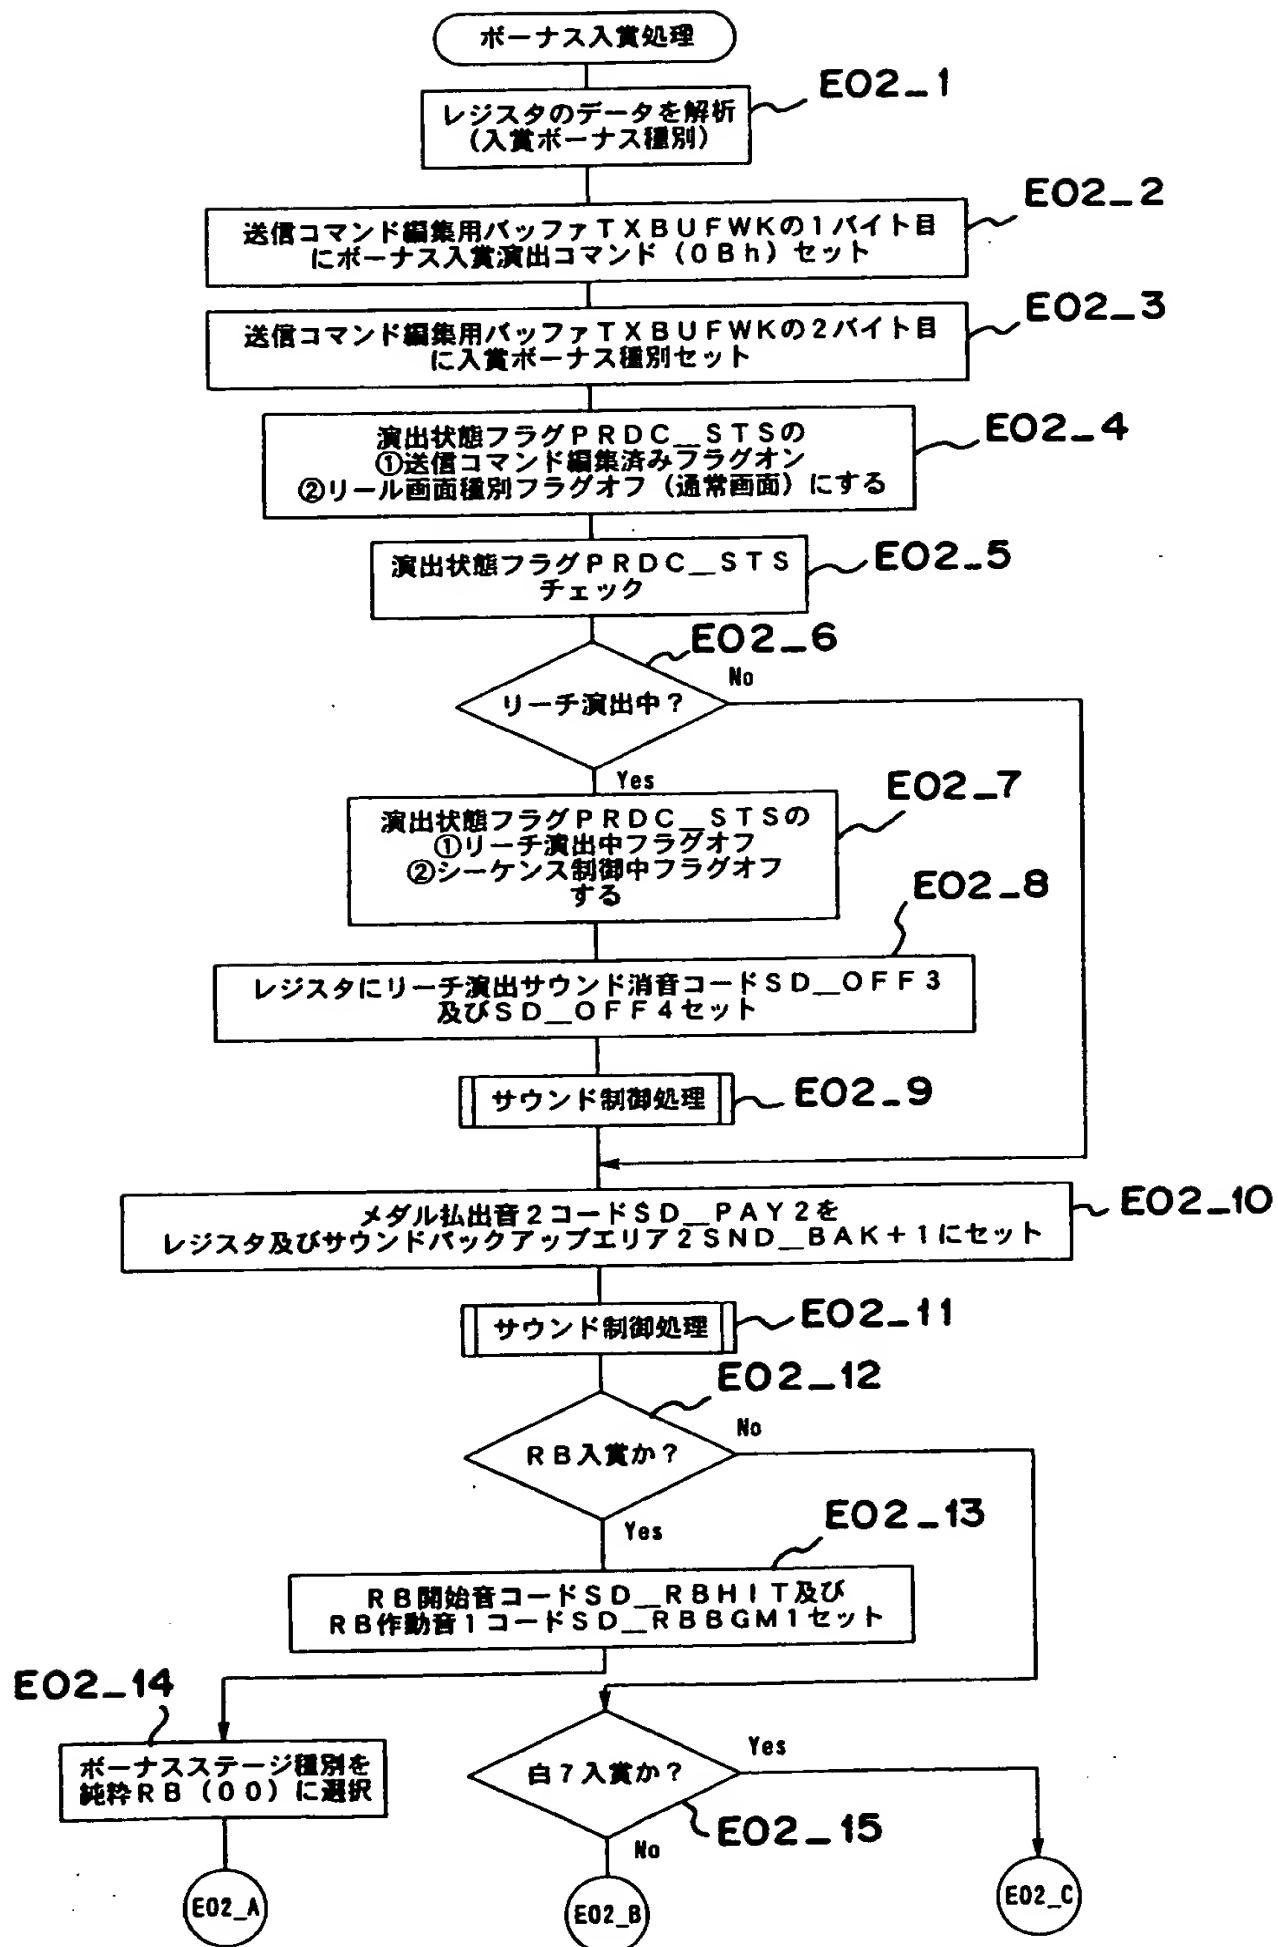 ボーナス入賞処理
E02_1
レジスタのデータを解析
(入賞ボーナス種別)
E02_2
送信コマンド編集用バッファTXBUFWKの1バイト目
にボーナス入賞演出コマンド(0Bh)セット
E02_3
送信コマンド編集用バッファTXBUFWKの2バイト目
に入賞ボーナス種別セット
E02_4
演出状態フラグPRDC_STSの
①送信コマンド編集済みフラグオン
②リール画面種別フラグオフ(通常画面)にする
E02_5
演出状態フラグPRDC_STS
チェック
E02_6
リーチ演出中?
No
Yes
E02_7
演出状態フラグPRDC_STSの
①リーチ演出中フラグオフ
②シーケンス制御中フラグオフ
する
E02_8
レジスタにリーチ演出サウンド消音コードSD_OFF3
及びSD_OFF4セット
サウンド制御処理
E02_9
メダル払出音2コードSD_PAY2を
レジスタ及びサウンドバックアップエリア2SND_BAK+1にセット
E02_10
サウンド制御処理
E02_11
E02_12
RB入賞か?
No
Yes
E02_13
RB開始音コードSD_RBHIT及び
RB作動音1コードSD_RBBGM1セット
E02_14
ボーナスステージ種別を
純粋RB(00)に選択
白7入賞か?
Yes
E02_15
No
E02_A
E02_B
E02_C